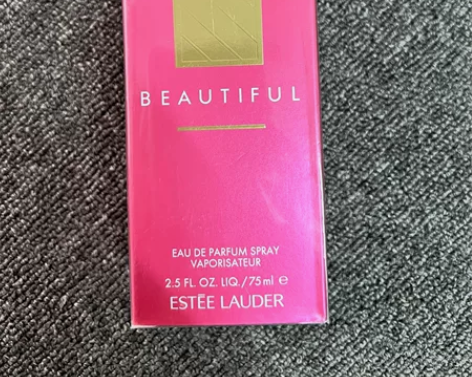 BEAUTIFUL
EAU DE PARFUM SPRAY
VAPORISATEUR
2.5 FL. OZ. LIQ./75 ml ℮
ESTĒE LAUDER